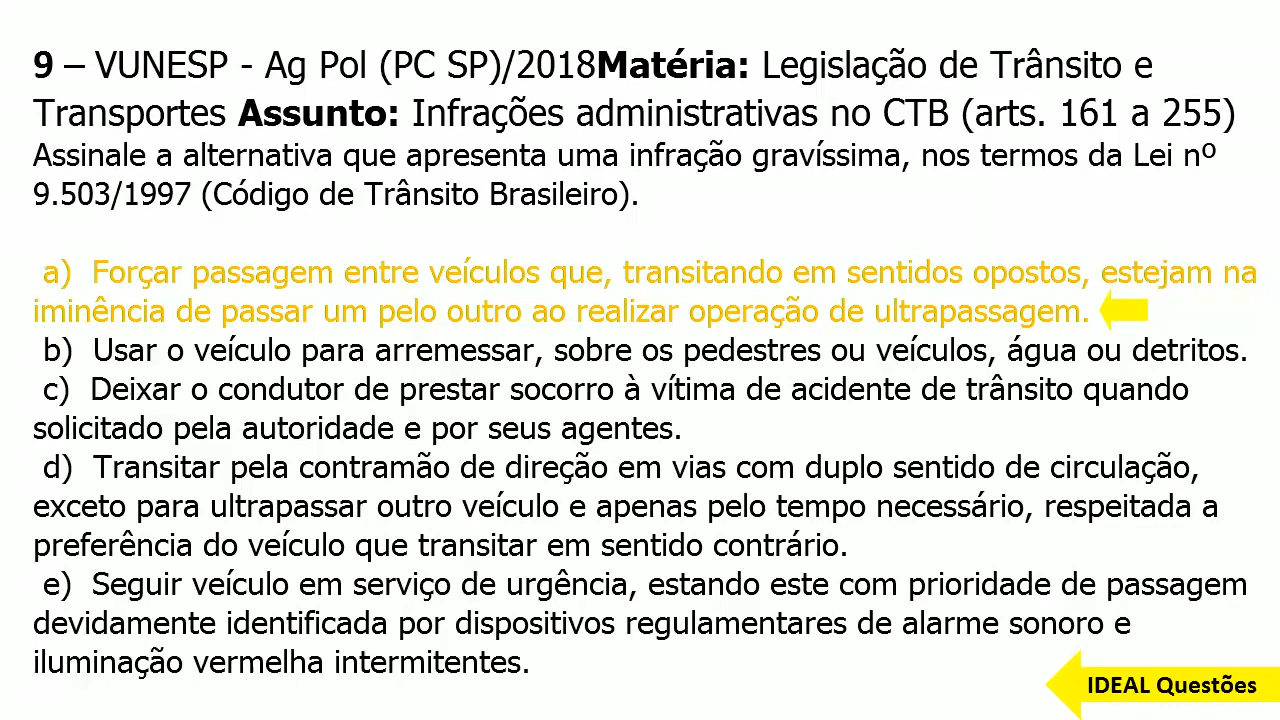 9 – VUNESP - Ag Pol (PC SP)/2018Matéria: Legislação de Trânsito e
Transportes Assunto: Infrações administrativas no CTB (arts. 161 a 255)
Assinale a alternativa que apresenta uma infração gravíssima, nos termos da Lei nº
9.503/1997 (Código de Trânsito Brasileiro).
a) Forçar passagem entre veículos que, transitando em sentidos opostos, estejam na
iminência de passar um pelo outro ao realizar operação de ultrapassagem.
b) Usar o veículo para arremessar, sobre os pedestres ou veículos, água ou detritos.
c) Deixar o condutor de prestar socorro à vítima de acidente de trânsito quando
solicitado pela autoridade e por seus agentes.
d) Transitar pela contramão de direção em vias com duplo sentido de circulação,
exceto para ultrapassar outro veículo e apenas pelo tempo necessário, respeitada a
preferência do veículo que transitar em sentido contrário.
e) Seguir veículo em serviço de urgência, estando este com prioridade de passagem
devidamente identificada por dispositivos regulamentares de alarme sonoro e
iluminação vermelha intermitentes.
IDEAL Questões